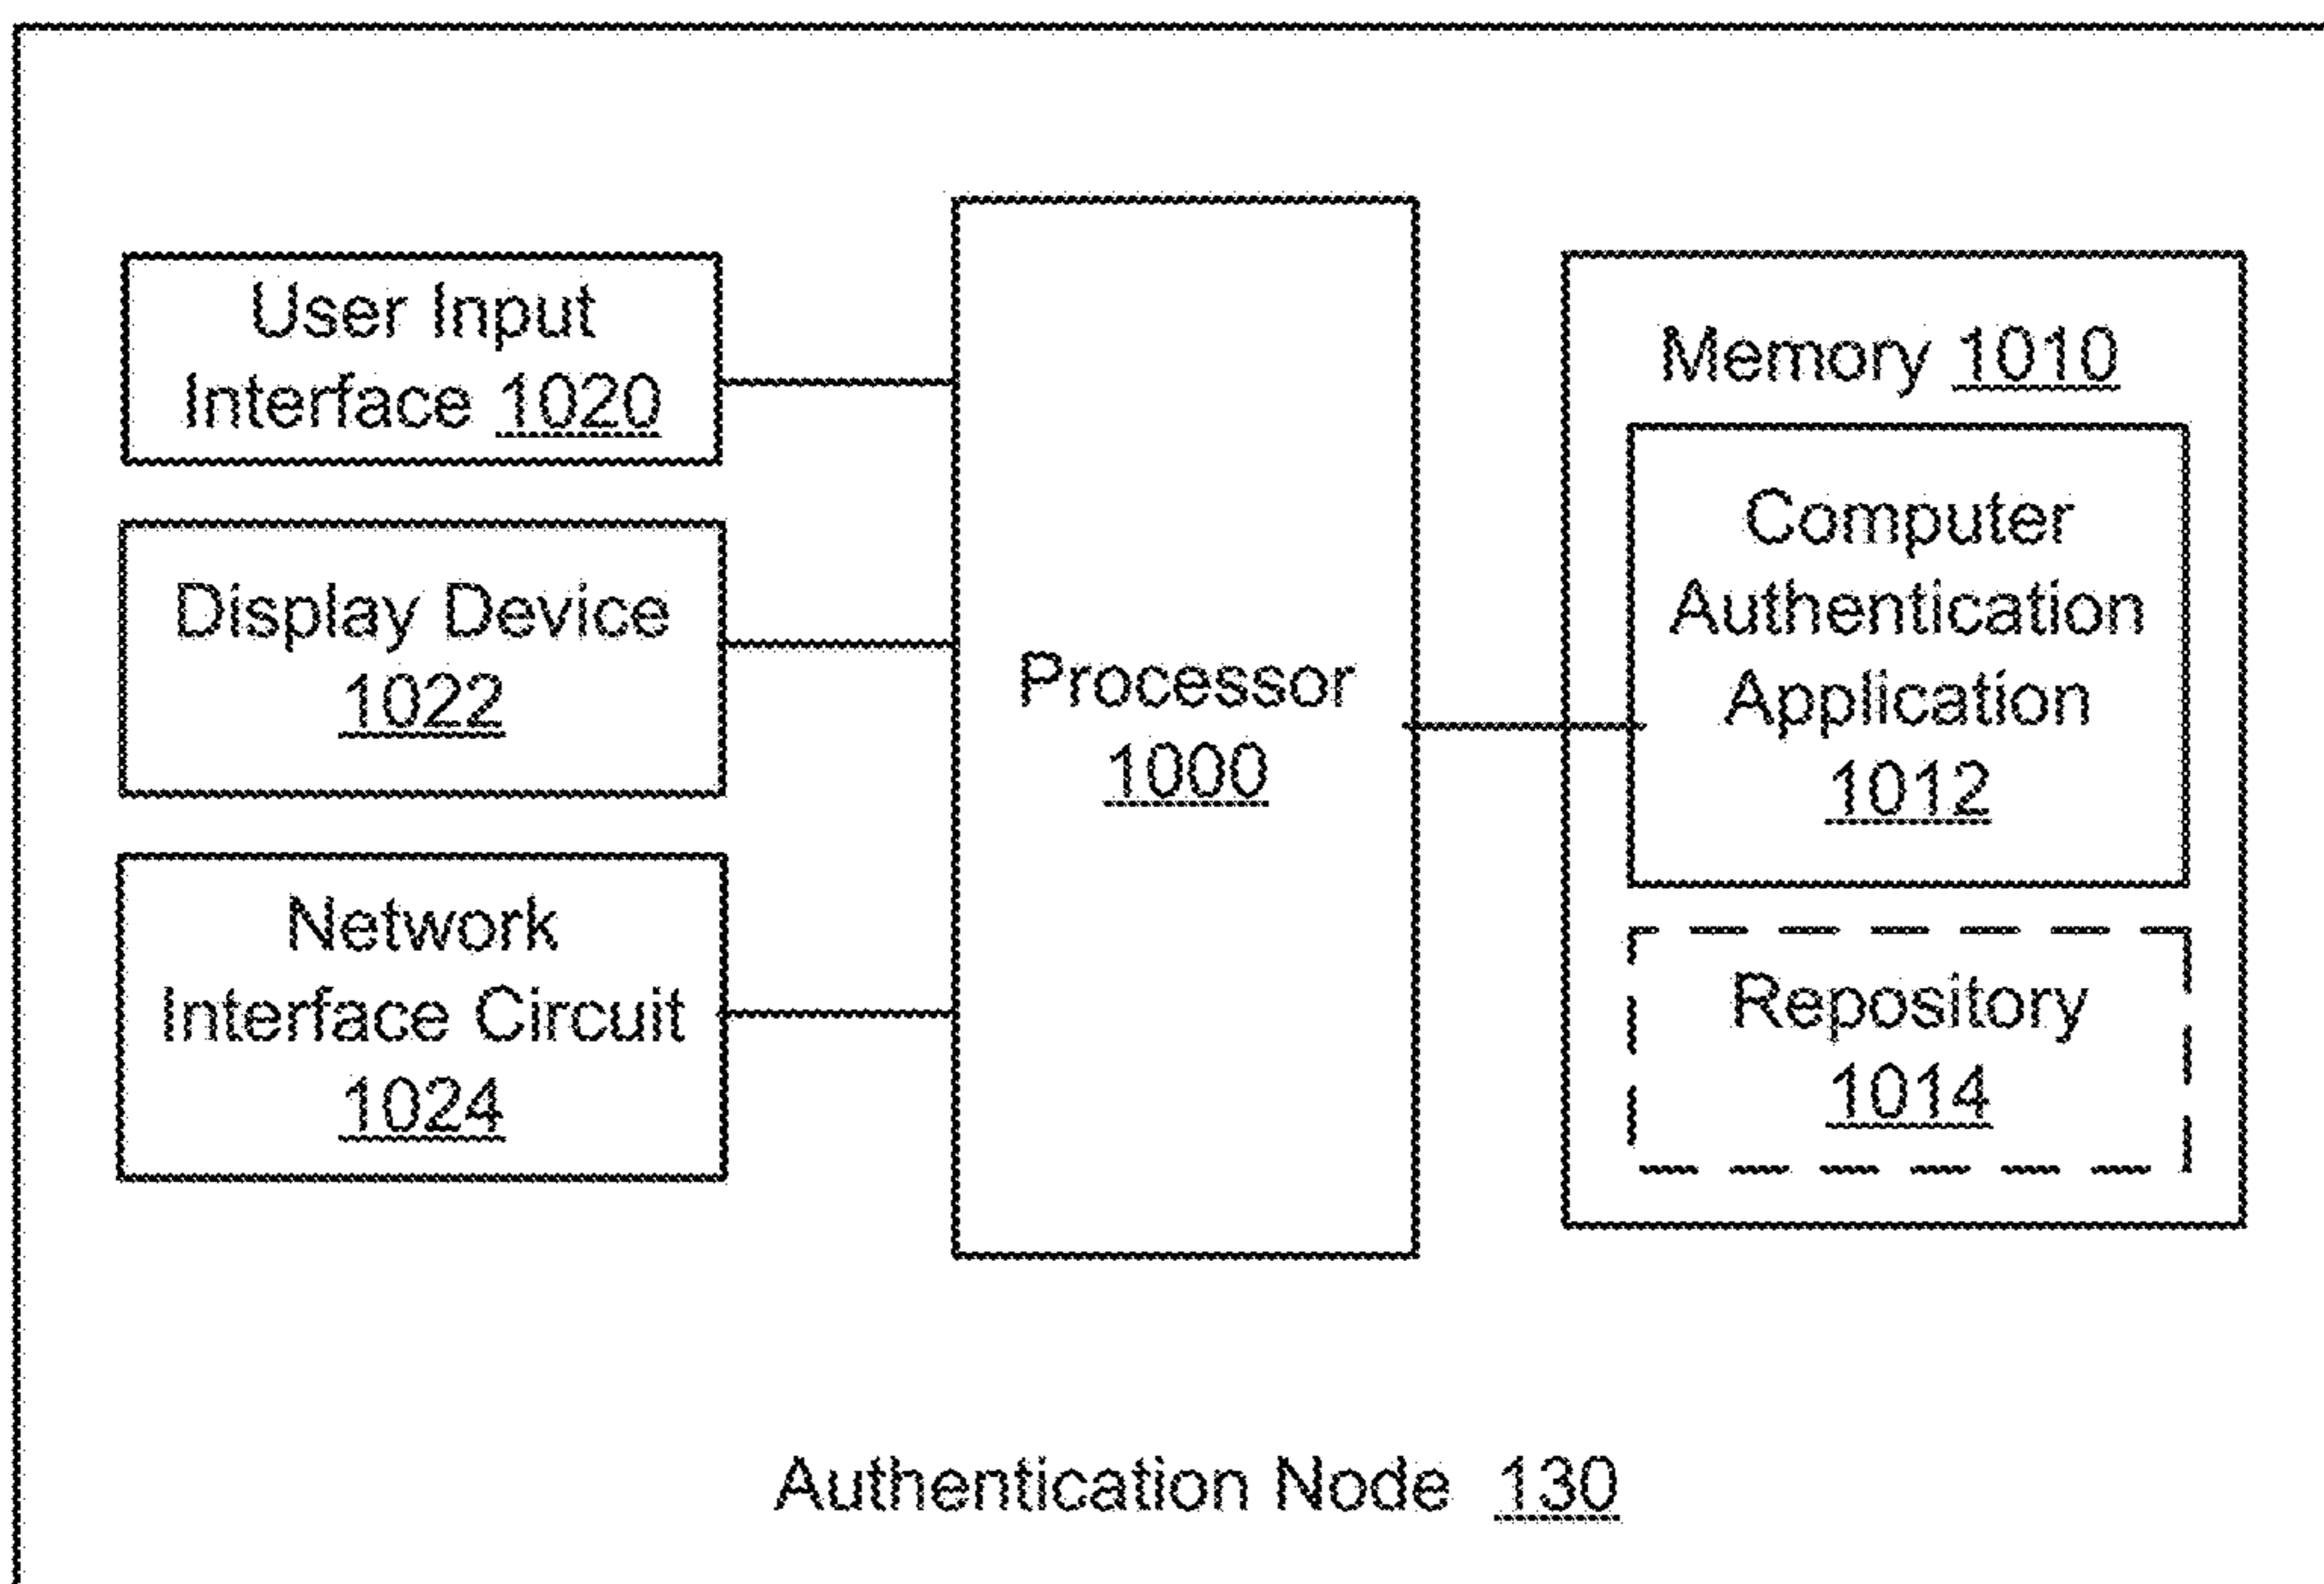 User Input
Interface 1020
Display Device
1022
Network
Interface Circuit
1024
Processor
1000
Memory 1010
Computer
Authentication
Application
1012
Repository
1014
Authentication Node 130